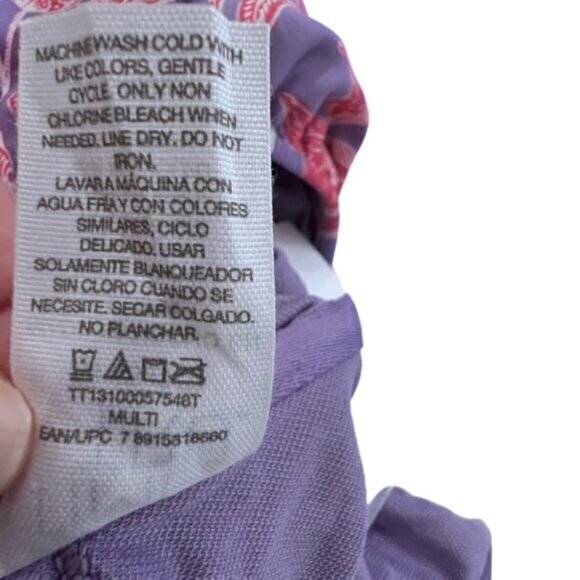 MACHINE WASH COLD WITH
LIKE COLORS, GENTLE
CYCLE. ONLY NON
CHLORINE BLEACH WHEN
NEEDED. LINE DRY. DO NOT
IRON.
LAVAR A MÁQUINA CON
AGUA FRÍA Y CON COLORES
SIMILARES, CICLO
DELICADO. USAR
SOLAMENTE BLANQUEADOR
SIN CLORO CUANDO SE
NECESITE. SECAR COLGADO.
NO PLANCHAR.
TT13100057548T
MULTI
EAN/UPC 7 8915818660